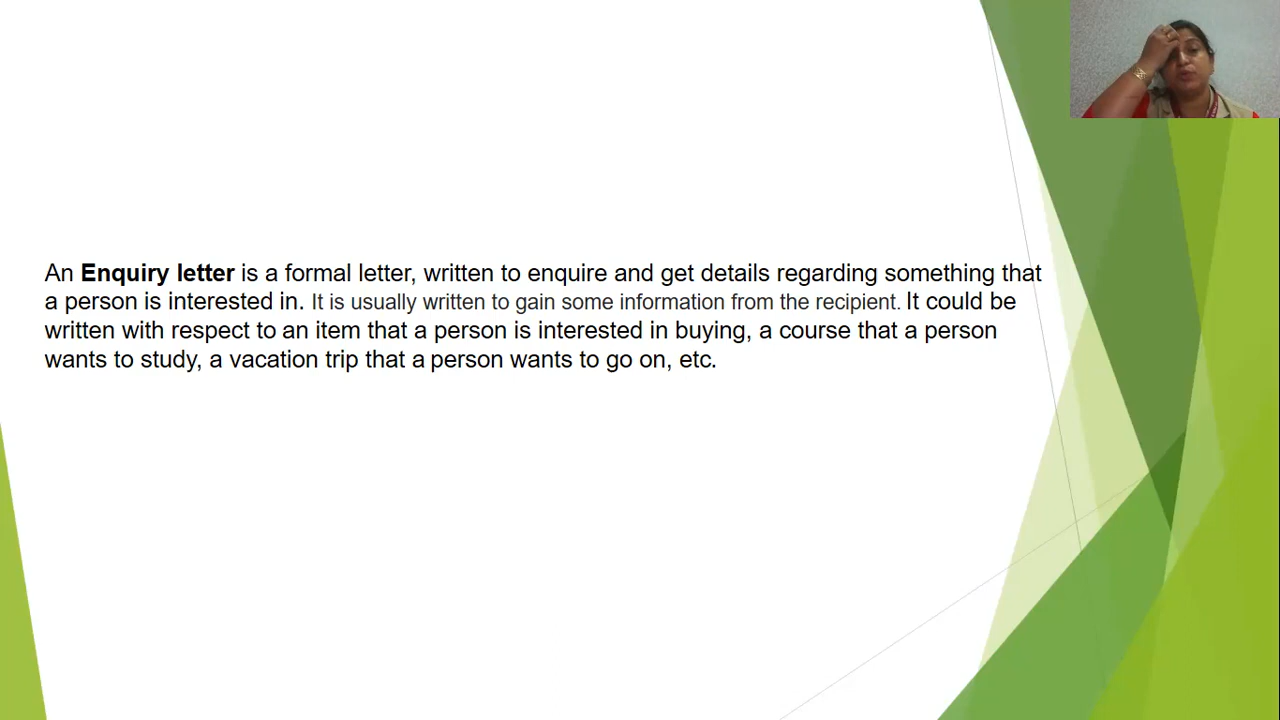 An Enquiry letter is a formal letter, written to enquire and get details regarding something that
a person is interested in. It is usually written to gain some information from the recipient. It could be
written with respect to an item that a person is interested in buying, a course that a person
wants to study, a vacation trip that a person wants to go on, etc.